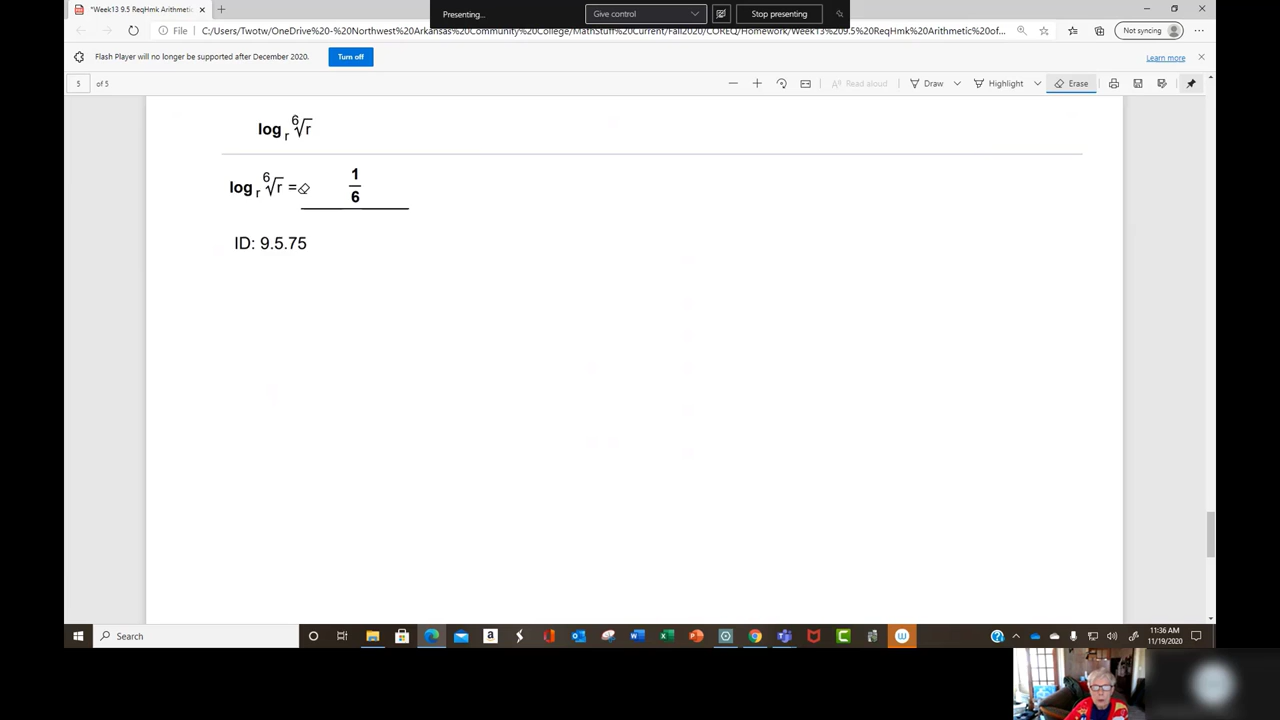 *Week13 9.5 ReqHmk Arithmetic
Presenting...
Give control
Stop presenting
File
C:/Users/Twotw/OneDrive%20-%20Northwest%20Arkansas%20Community%20College/MathStuff%20Current/Fall2020/COREQ/Homework/Week13%209.5%20ReqHmk%20Arithmetic%20of...
Not syncing
Flash Player will no longer be supported after December 2020.
Turn off
Learn more
5 of 5
Read aloud
Draw
Highlight
Erase
log r 6√r
log r 6√r = 1/6
ID: 9.5.75
Search
11:36 AM
11/19/2020